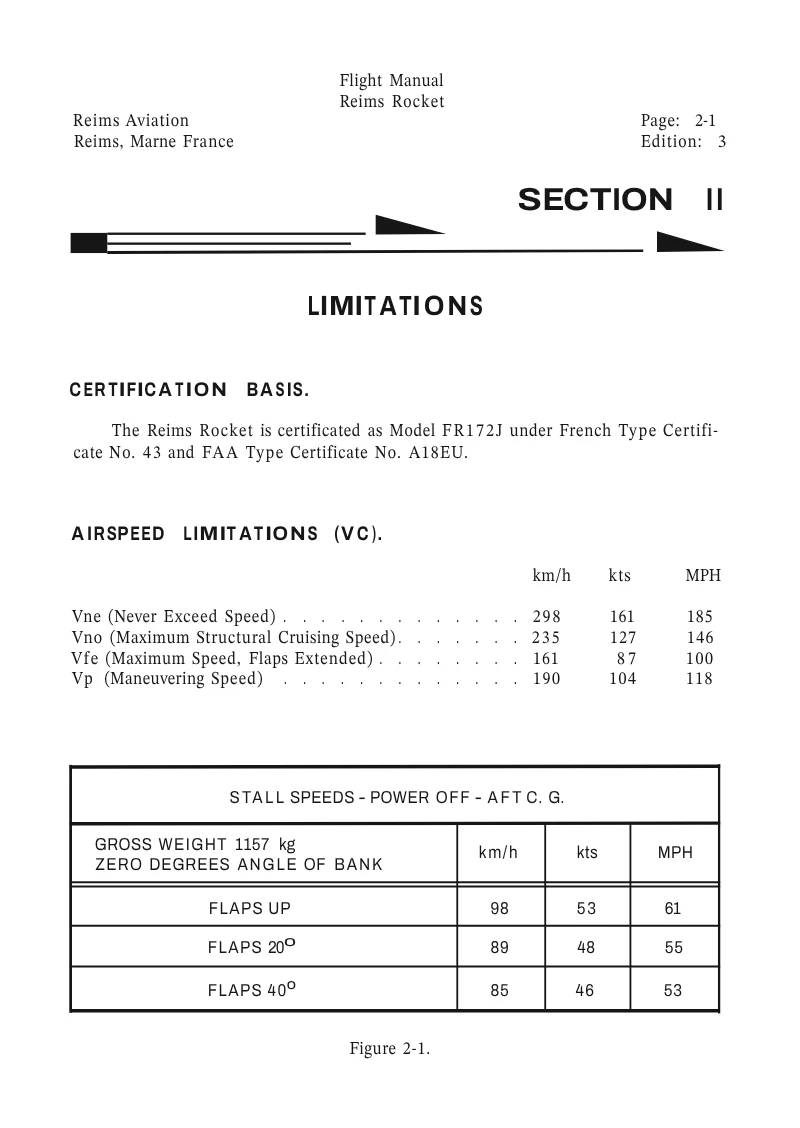 Flight Manual
Reims Rocket
Reims Aviation Page: 2-1
Reims, Marne France Edition: 3
SECTION II
LIMITATIONS
CERTIFICATION BASIS.
The Reims Rocket is certificated as Model FR172J under French Type Certifi-
cate No. 43 and FAA Type Certificate No. A18EU.
AIRSPEED LIMITATIONS (VC).
km/h kts MPH
Vne (Never Exceed Speed) . . . . . . . . . . . . . 298 161 185
Vno (Maximum Structural Cruising Speed). . . . . . . 235 127 146
Vfe (Maximum Speed, Flaps Extended) . . . . . . . . 161 87 100
Vp (Maneuvering Speed) . . . . . . . . . . . . . 190 104 118
STALL SPEEDS - POWER OFF - AFT C. G.
GROSS WEIGHT 1157 kg
ZERO DEGREES ANGLE OF BANK km/h kts MPH
FLAPS UP 98 53 61
FLAPS 20º 89 48 55
FLAPS 40º 85 46 53
Figure 2-1.